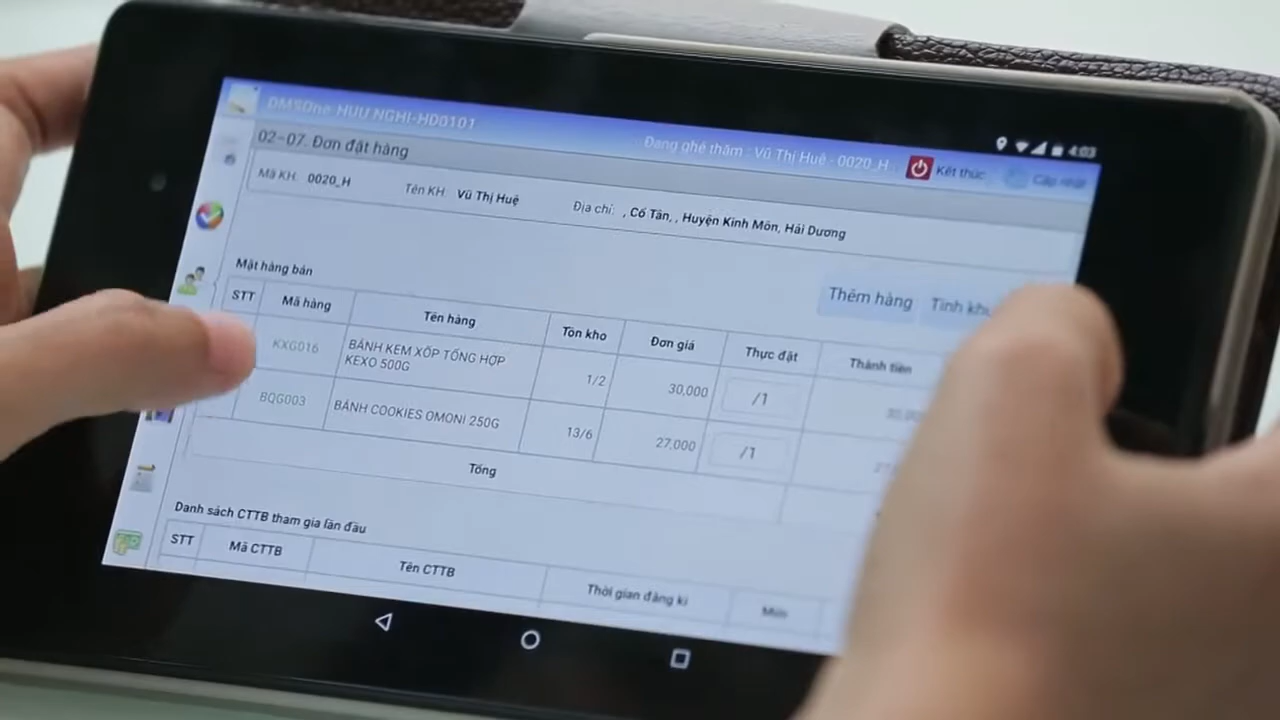 4:03
DMSOne-HUU NGHI-HD0101
Đang ghé thăm : Vũ Thị Huệ - 0020_H...
Kết thúc
Cập nhật
02-07. Đơn đặt hàng
Mã KH: 0020_H
Tên KH: Vũ Thị Huệ
Địa chỉ: , Cổ Tân, , Huyện Kinh Môn, Hải Dương
Mặt hàng bán
Thêm hàng
Tính
STT Mã hàng Tên hàng Tồn kho Đơn giá Thực đặt Thành tiền
KXG016 BÁNH KEM XỐP TỔNG HỢP KEXO 500G 1/2 30,000 /1
BQG003 BÁNH COOKIES OMONI 250G 13/6 27,000 /1
Tổng
Danh sách CTTB tham gia lần đầu
STT Mã CTTB Tên CTTB Thời gian đăng kí Mức